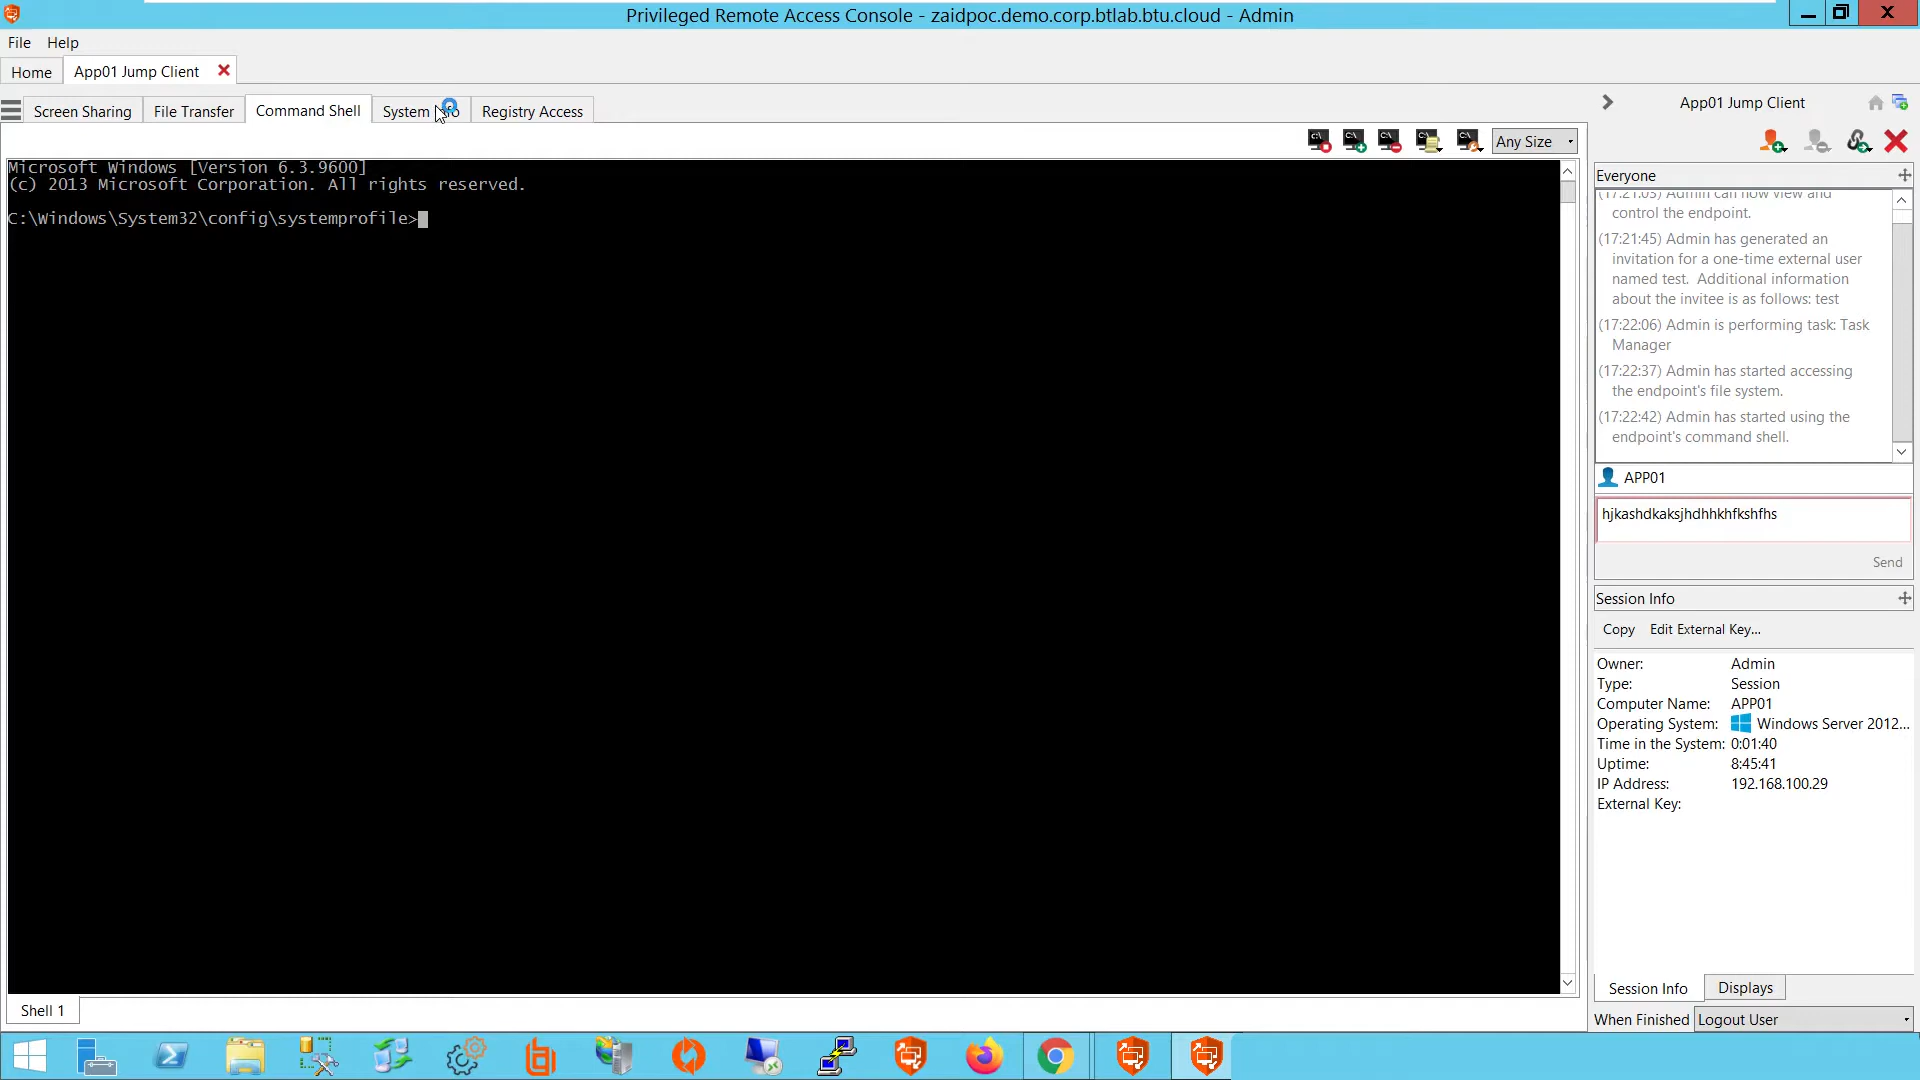 Privileged Remote Access Console - zaidpoc.demo.corp.btlab.btu.cloud - Admin
File Help
Home App01 Jump Client
Screen Sharing File Transfer Command Shell System Registry Access
App01 Jump Client
Any Size
Microsoft Windows [Version 6.3.9600]
(c) 2013 Microsoft Corporation. All rights reserved.
C:\Windows\System32\config\systemprofile>
Everyone
(17:21:03) Admin can now view and
control the endpoint.
(17:21:45) Admin has generated an
invitation for a one-time external user
named test. Additional information
about the invitee is as follows: test
(17:22:06) Admin is performing task: Task
Manager
(17:22:37) Admin has started accessing
the endpoint's file system.
(17:22:42) Admin has started using the
endpoint's command shell.
APP01
hjkashdkaksjhdhhkhfkshfhs
Send
Session Info
Copy Edit External Key...
Owner: Admin
Type: Session
Computer Name: APP01
Operating System: Windows Server 2012...
Time in the System: 0:01:40
Uptime: 8:45:41
IP Address: 192.168.100.29
External Key:
Session Info Displays
When Finished Logout User
Shell 1